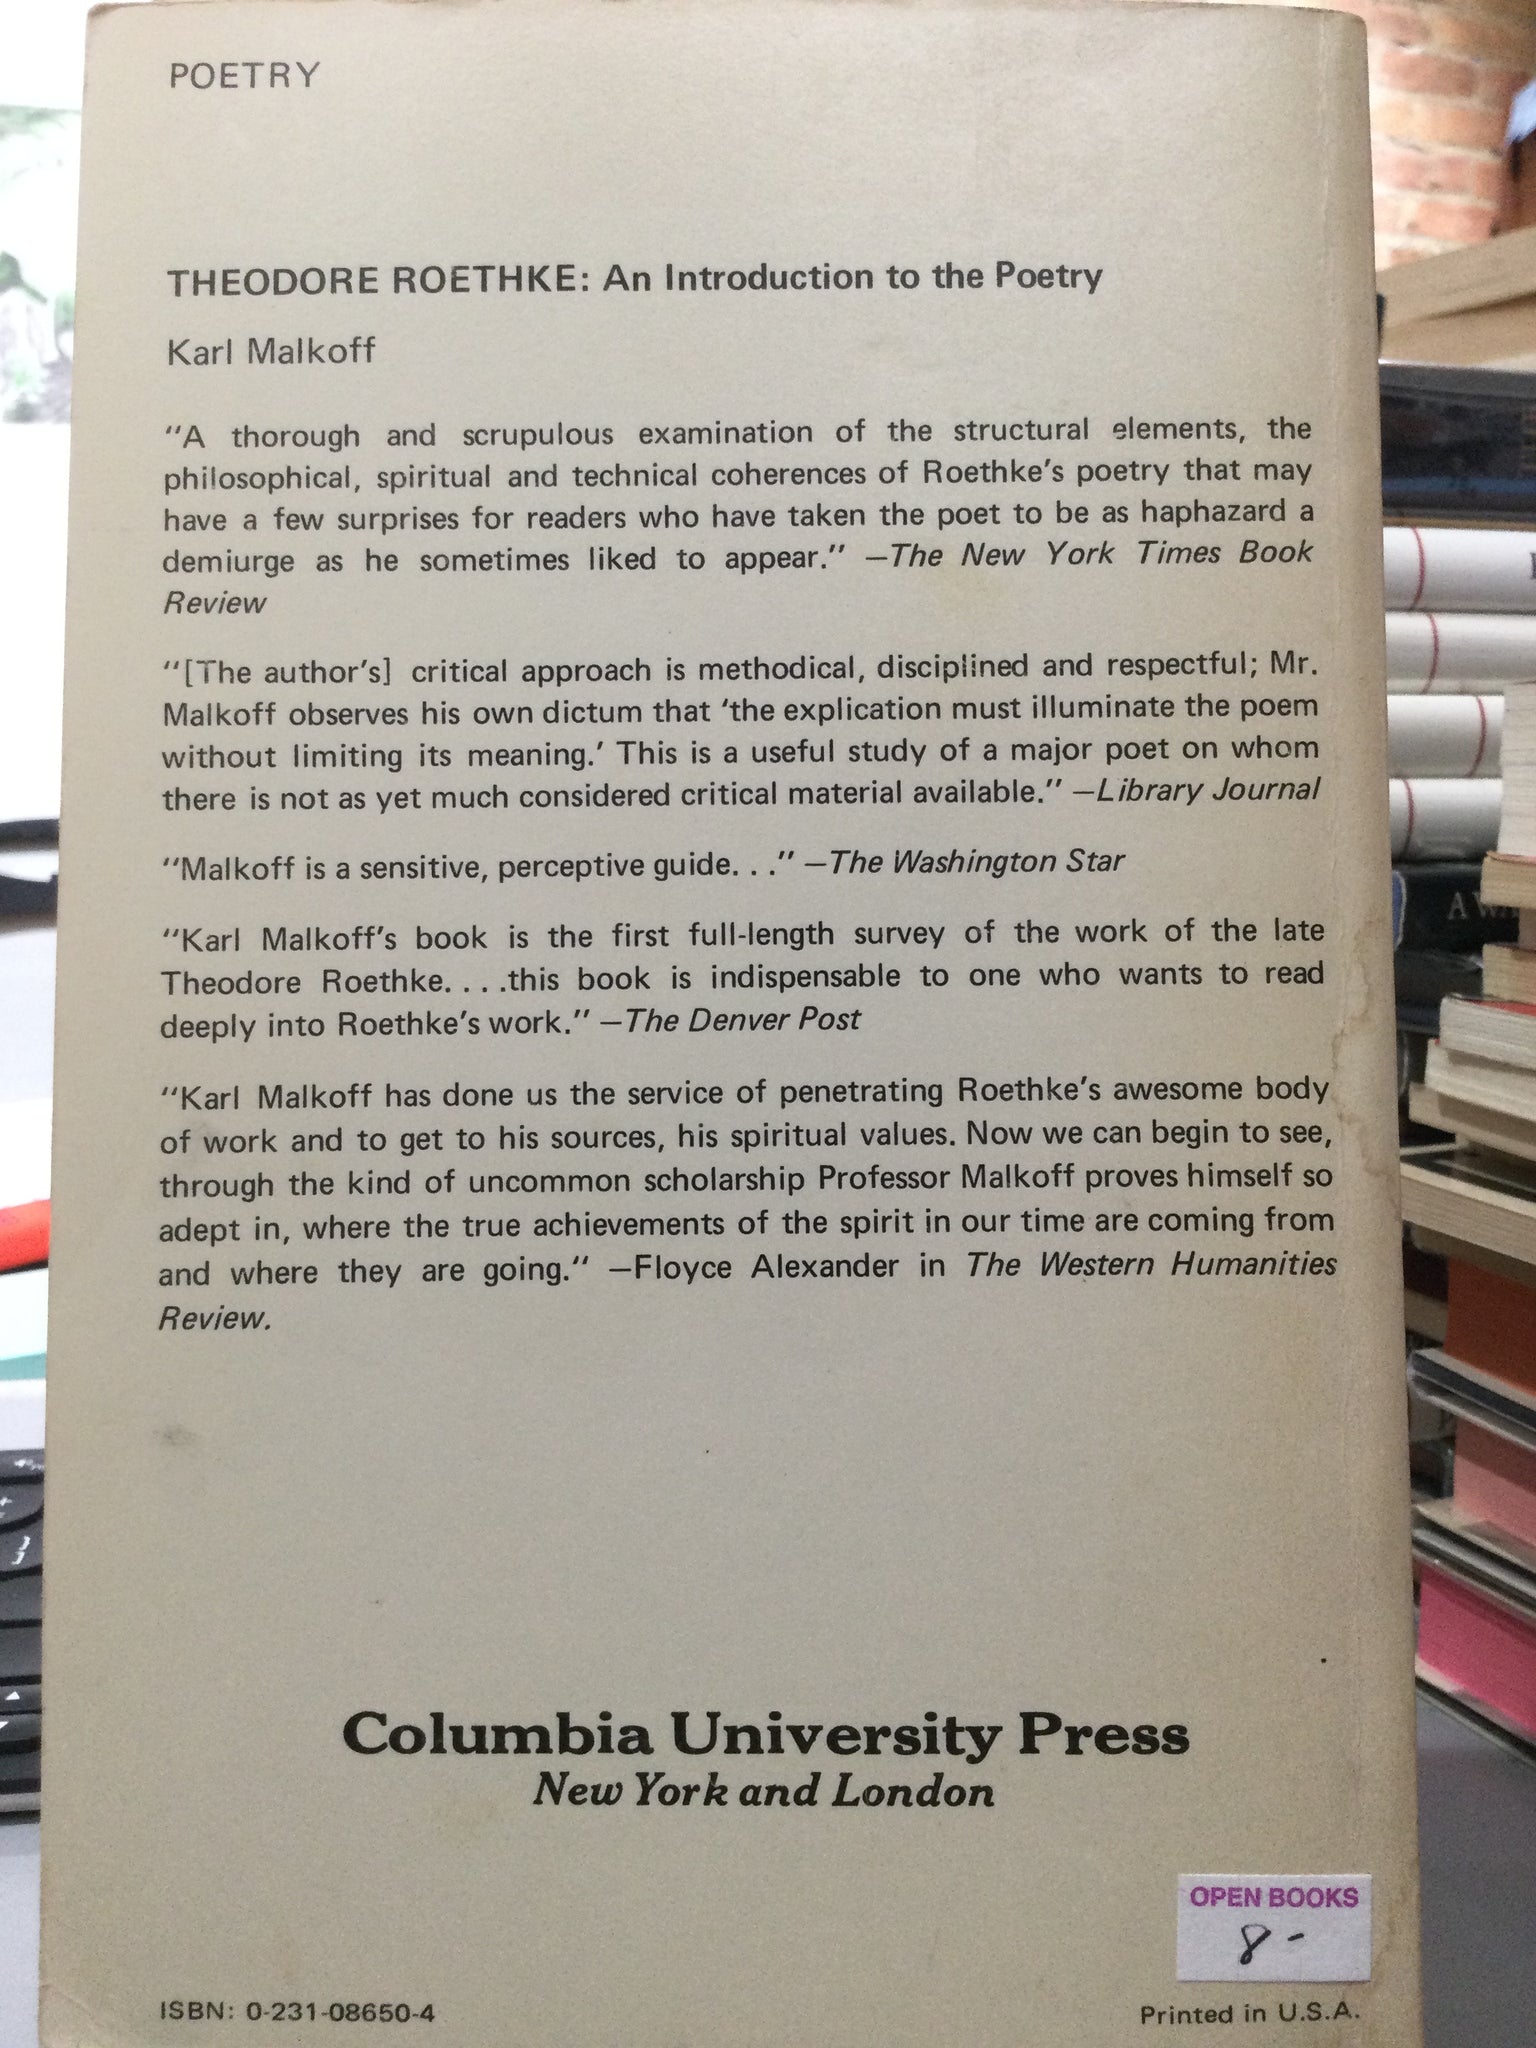 POETRY
THEODORE ROETHKE: An Introduction to the Poetry
Karl Malkoff
"A thorough and scrupulous examination of the structural elements, the
philosophical, spiritual and technical coherences of Roethke's poetry that may
have a few surprises for readers who have taken the poet to be as haphazard a
demiurge as he sometimes liked to appear." —The New York Times Book
Review
"[The author's] critical approach is methodical, disciplined and respectful; Mr.
Malkoff observes his own dictum that 'the explication must illuminate the poem
without limiting its meaning.' This is a useful study of a major poet on whom
there is not as yet much considered critical material available." —Library Journal
"Malkoff is a sensitive, perceptive guide. . ." —The Washington Star
"Karl Malkoff's book is the first full-length survey of the work of the late
Theodore Roethke. . . .this book is indispensable to one who wants to read
deeply into Roethke's work." —The Denver Post
"Karl Malkoff has done us the service of penetrating Roethke's awesome body
of work and to get to his sources, his spiritual values. Now we can begin to see,
through the kind of uncommon scholarship Professor Malkoff proves himself so
adept in, where the true achievements of the spirit in our time are coming from
and where they are going." —Floyce Alexander in The Western Humanities
Review.
Columbia University Press
New York and London
OPEN BOOKS
8-
ISBN: 0-231-08650-4
Printed in U.S.A.